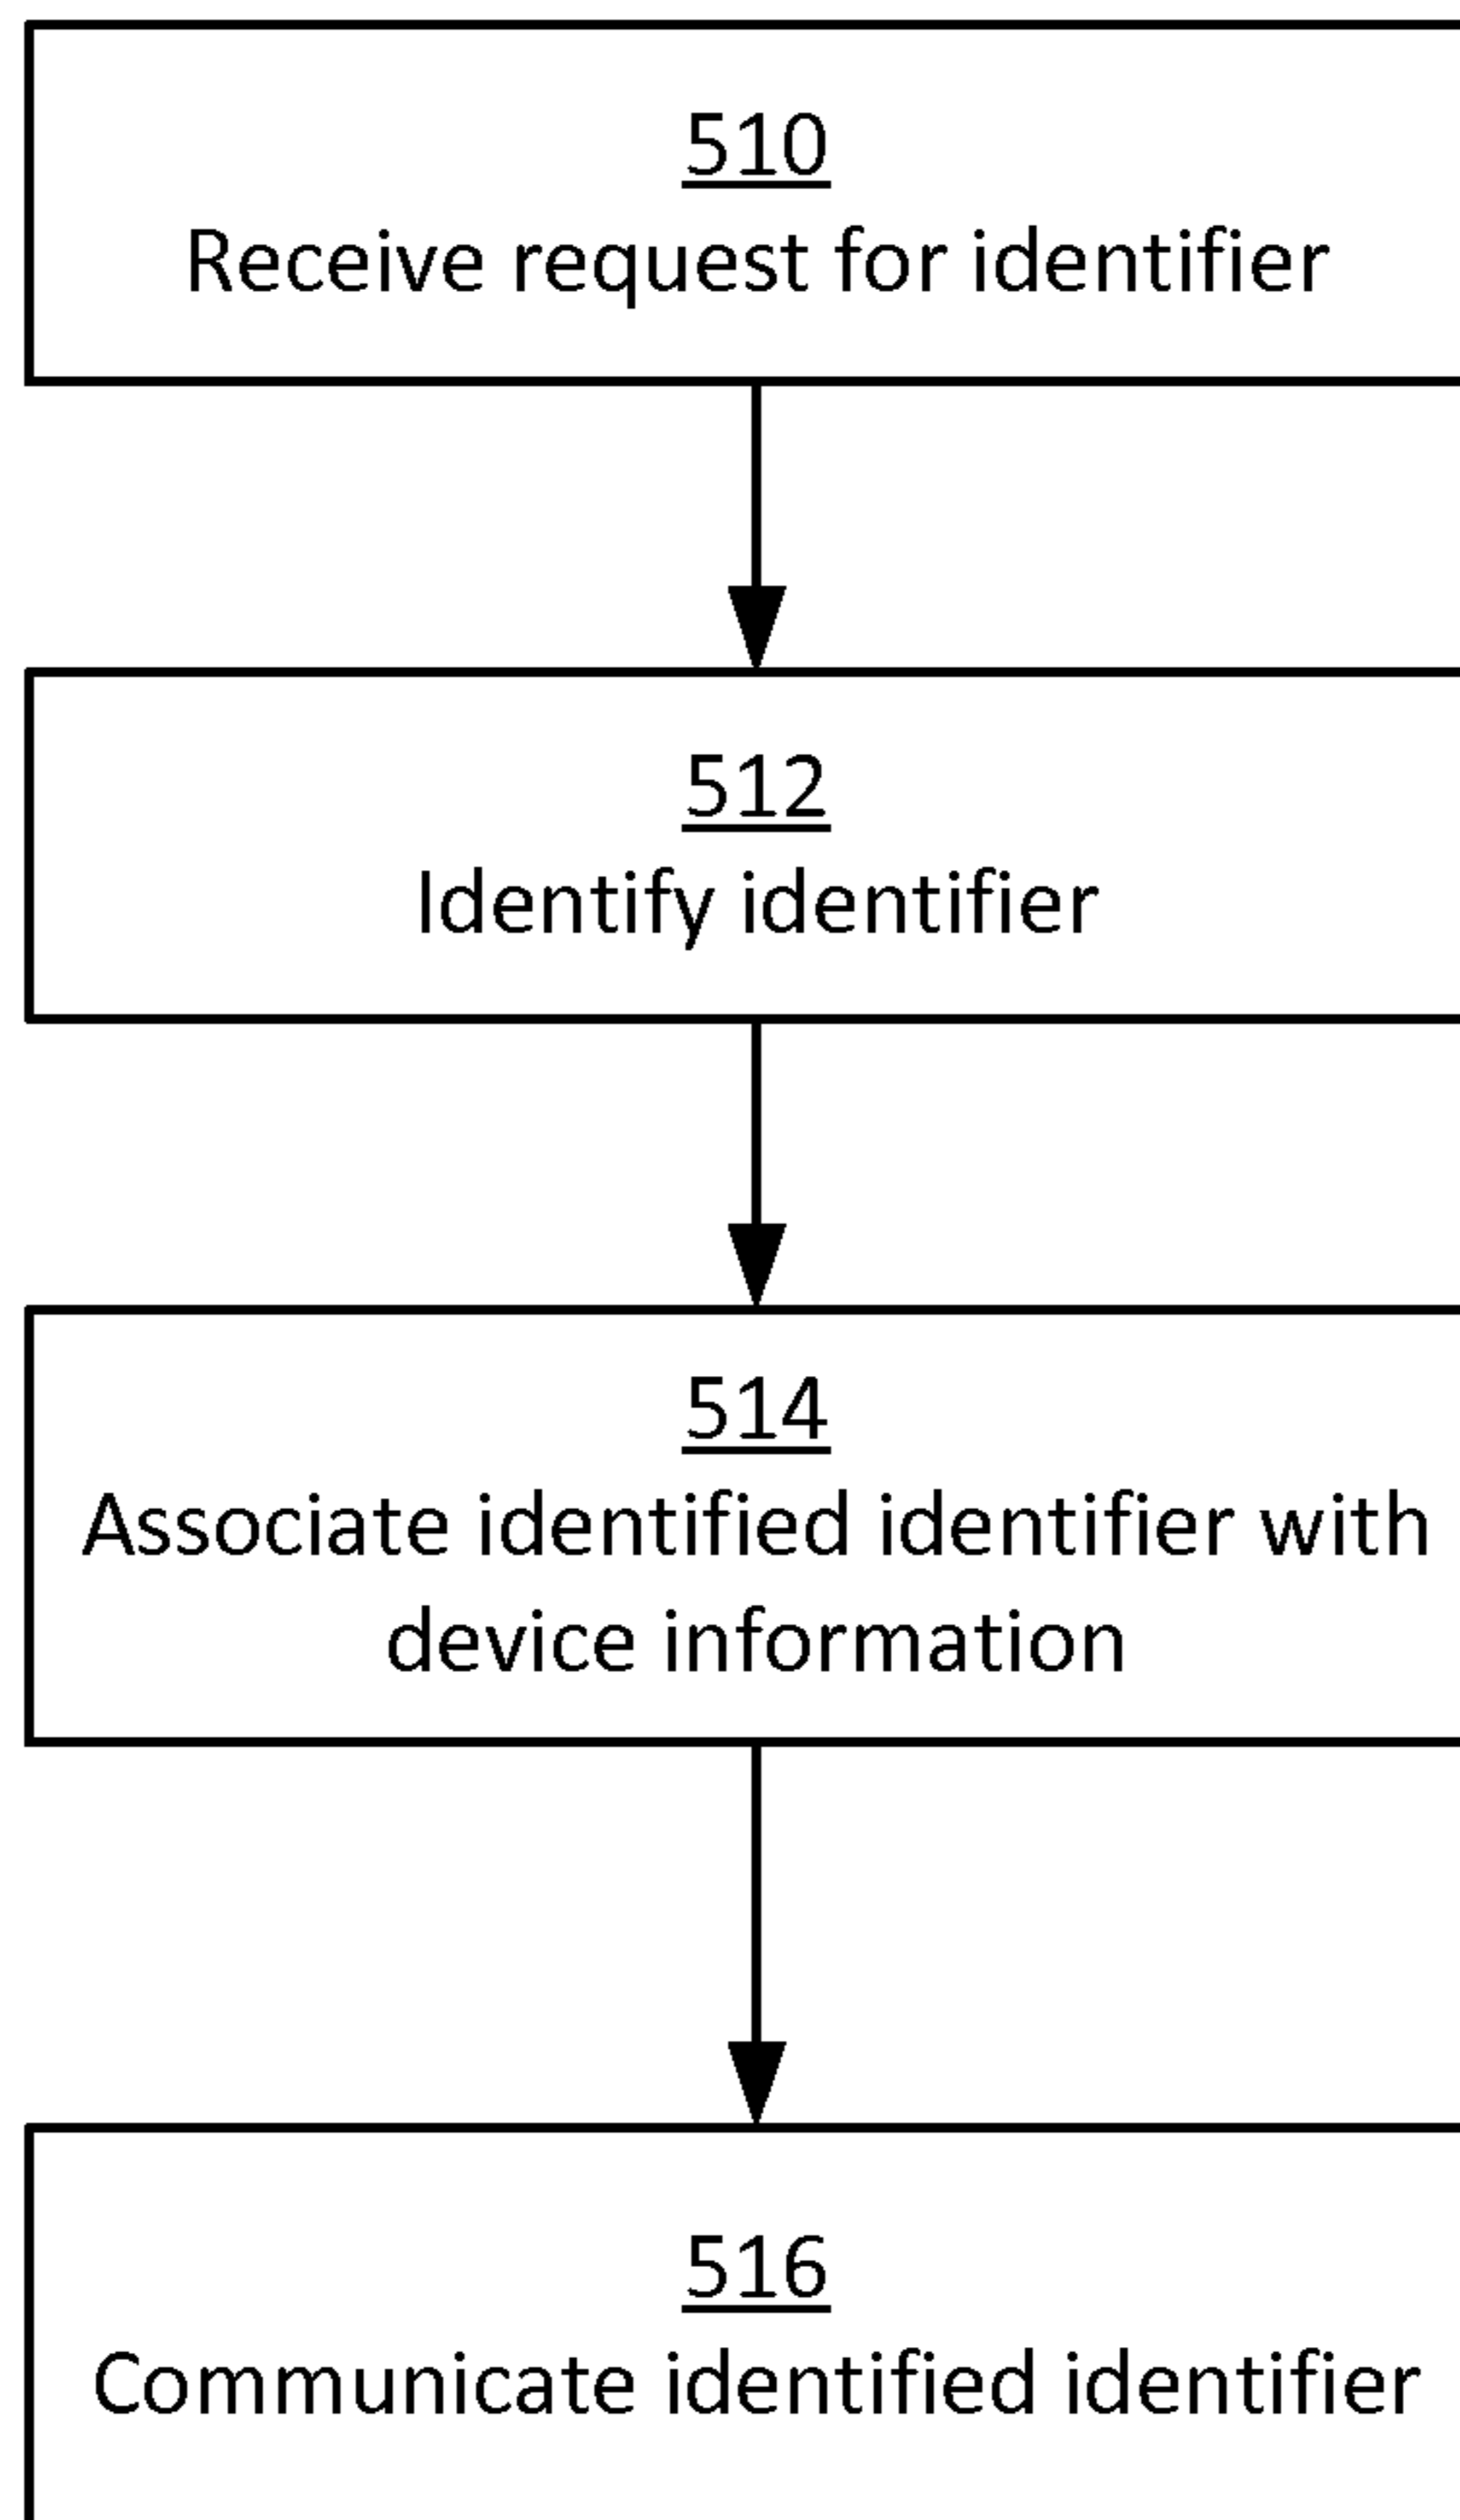 510
Receive request for identifier
512
Identify identifier
514
Associate identified identifier with
device information
516
Communicate identified identifier